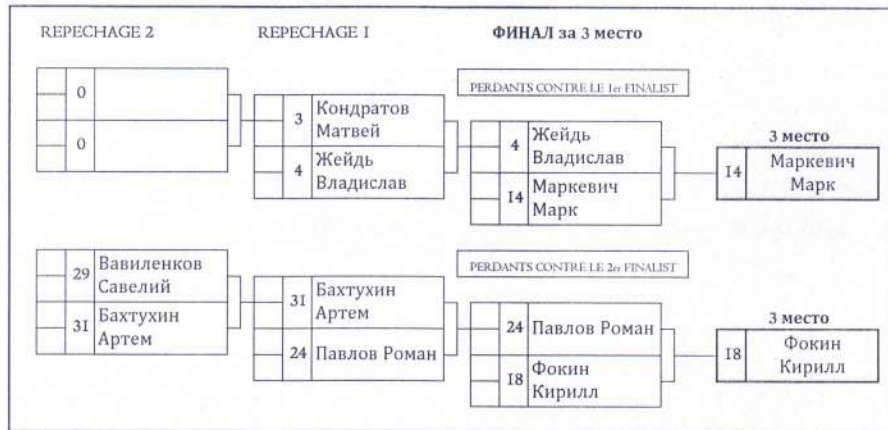 REPECHAGE 2
REPECHAGE I
ФИНАЛ за 3 место
PERDANTS CONTRE LE 1er FINALIST
0
0
3 Кондратов
Матвей
4 Жейдь
Владислав
4 Жейдь
Владислав
I4 Маркевич
Марк
3 место
I4 Маркевич
Марк
PERDANTS CONTRE LE 2er FINALIST
29 Вавиленков
Савелий
3I Бахтухин
Артем
3I Бахтухин
Артем
24 Павлов Роман
24 Павлов Роман
I8 Фокин
Кирилл
3 место
I8 Фокин
Кирилл